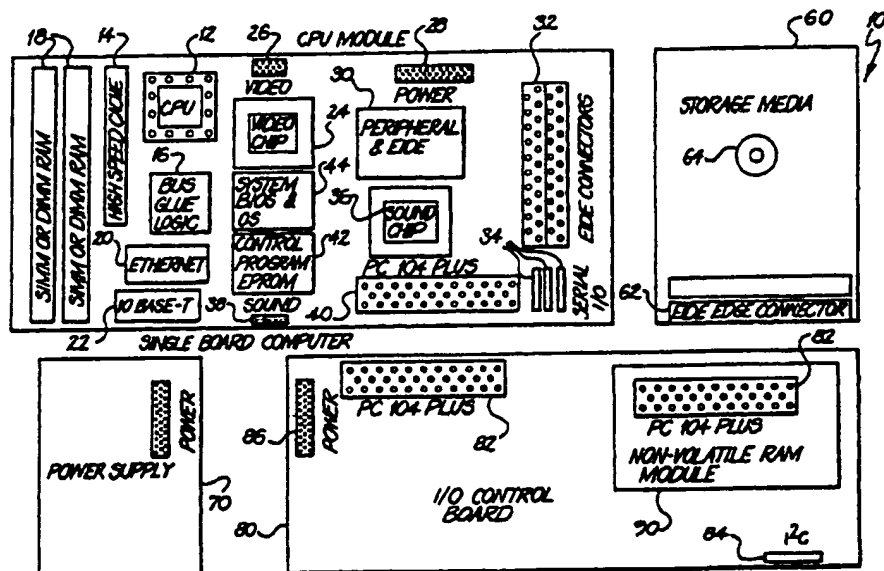 18 14 12 26 CPU MODULE 28 32 60 10
VIDEO
POWER
30
SIMM OR DIMM RAM
SIMM OR DIMM RAM
HIGH SPEED CACHE
CPU
VIDEO
CHIP
24
PERIPHERAL
& EIDE
EIDE CONNECTORS
STORAGE MEDIA
64
16
BUS
GLUE
LOGIC
44
SYSTEM
BIOS &
OS
36
SOUND
CHIP
20
ETHERNET
42
CONTROL
PROGRAM
EPROM
34
PC 104 PLUS
SERIAL
I/O
22
10 BASE-T
38
SOUND
40
62
EIDE EDGE CONNECTOR
SINGLE BOARD COMPUTER
POWER
POWER SUPPLY
70
86
POWER
PC 104 PLUS
82
82
PC 104 PLUS
NON-VOLATILE RAM
MODULE
90
I/O CONTROL
BOARD
80
84
I²C